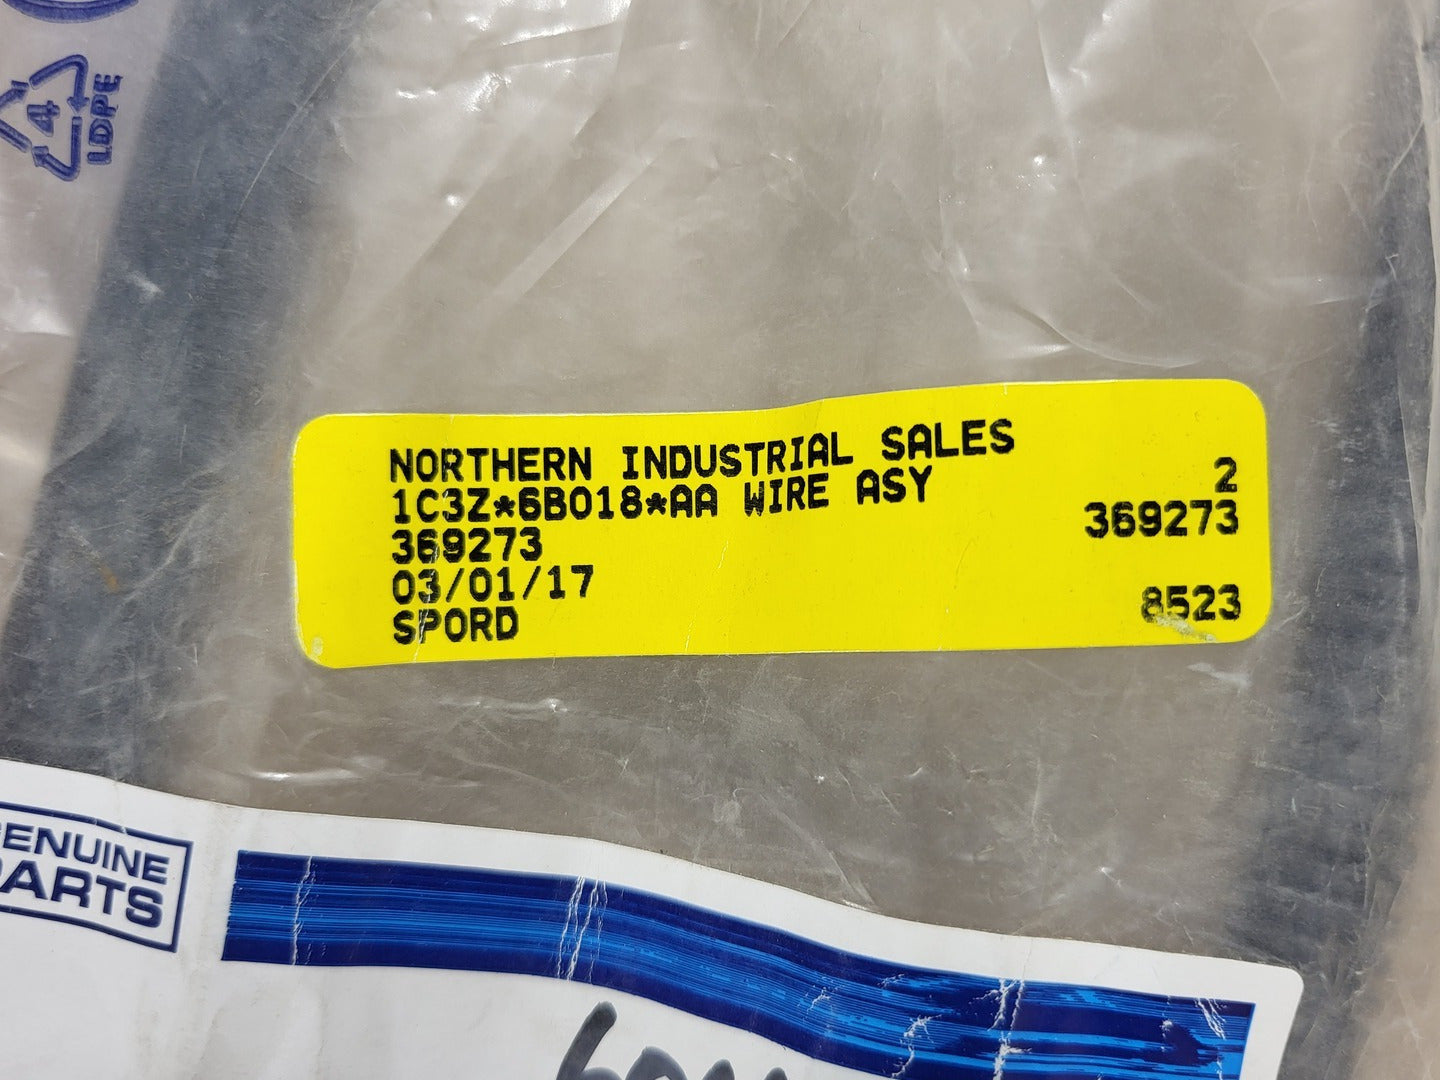 4
LDPE
NORTHERN INDUSTRIAL SALES
1C3Z*6B018*AA WIRE ASY 2
369273 369273
03/01/17
SPORD 8523
GENUINE
PARTS